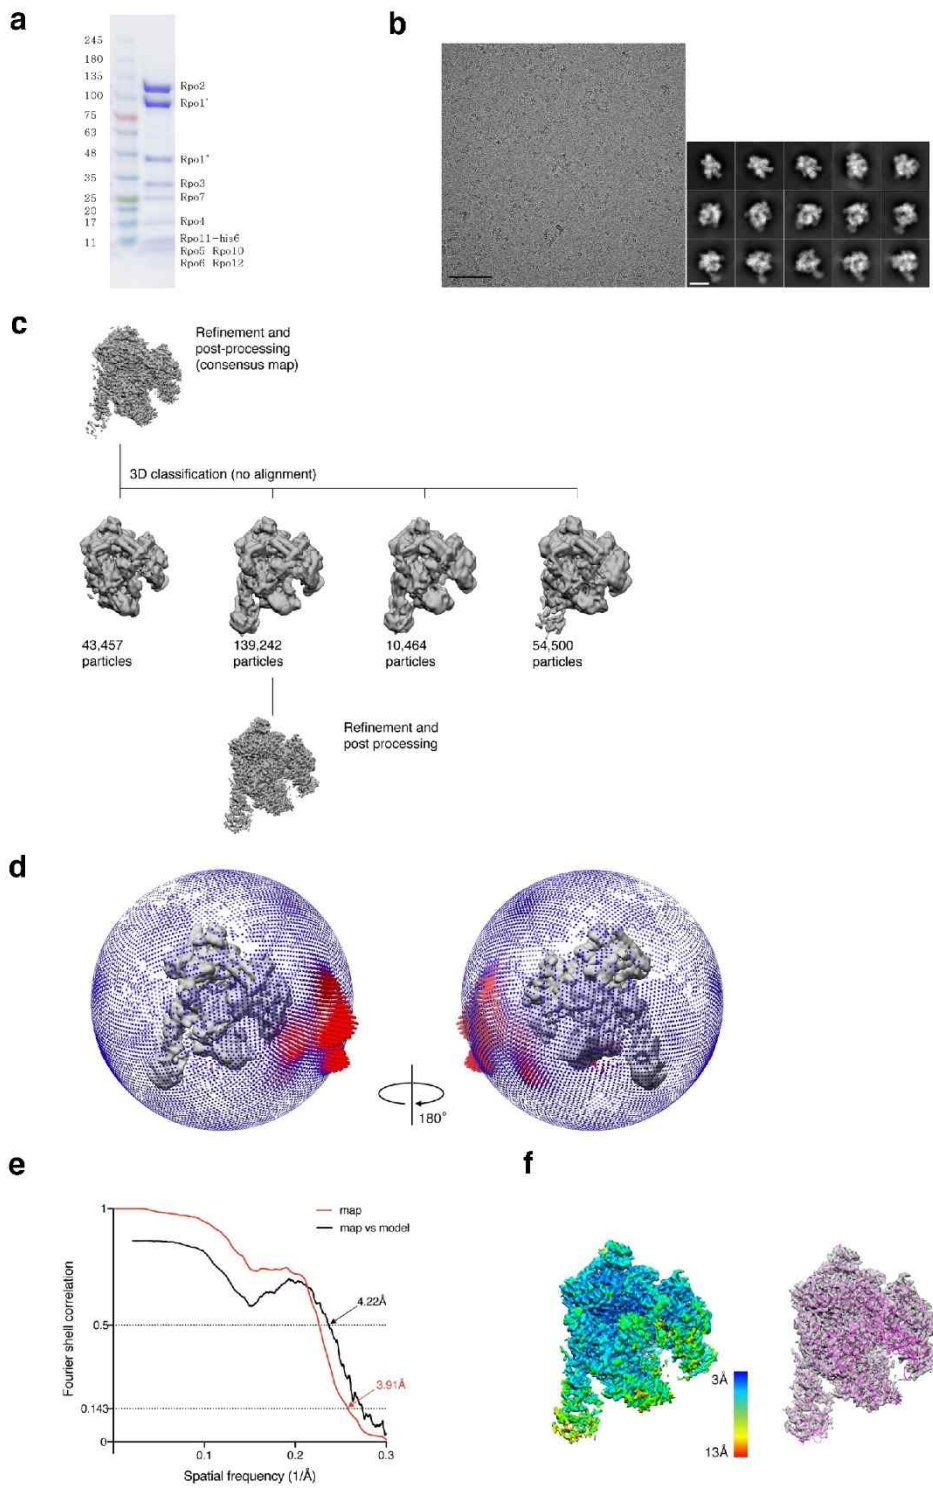 a
245
180
135
100
75
63
48
35
25
20
17
11
Rpo2
Rpo1'
Rpo1"
Rpo3
Rpo7
Rpo4
Rpo11-his6
Rpo5 Rpo10
Rpo6 Rpo12
b
c
Refinement and
post-processing
(consensus map)
3D classification (no alignment)
43,457
particles
139,242
particles
10,464
particles
54,500
particles
Refinement and
post processing
d
180°
e
Fourier shell correlation
1
0.5
0.143
0
0.1
0.2
0.3
Spatial frequency (1/Å)
map
map vs model
4.22Å
3.91Å
f
3Å
13Å